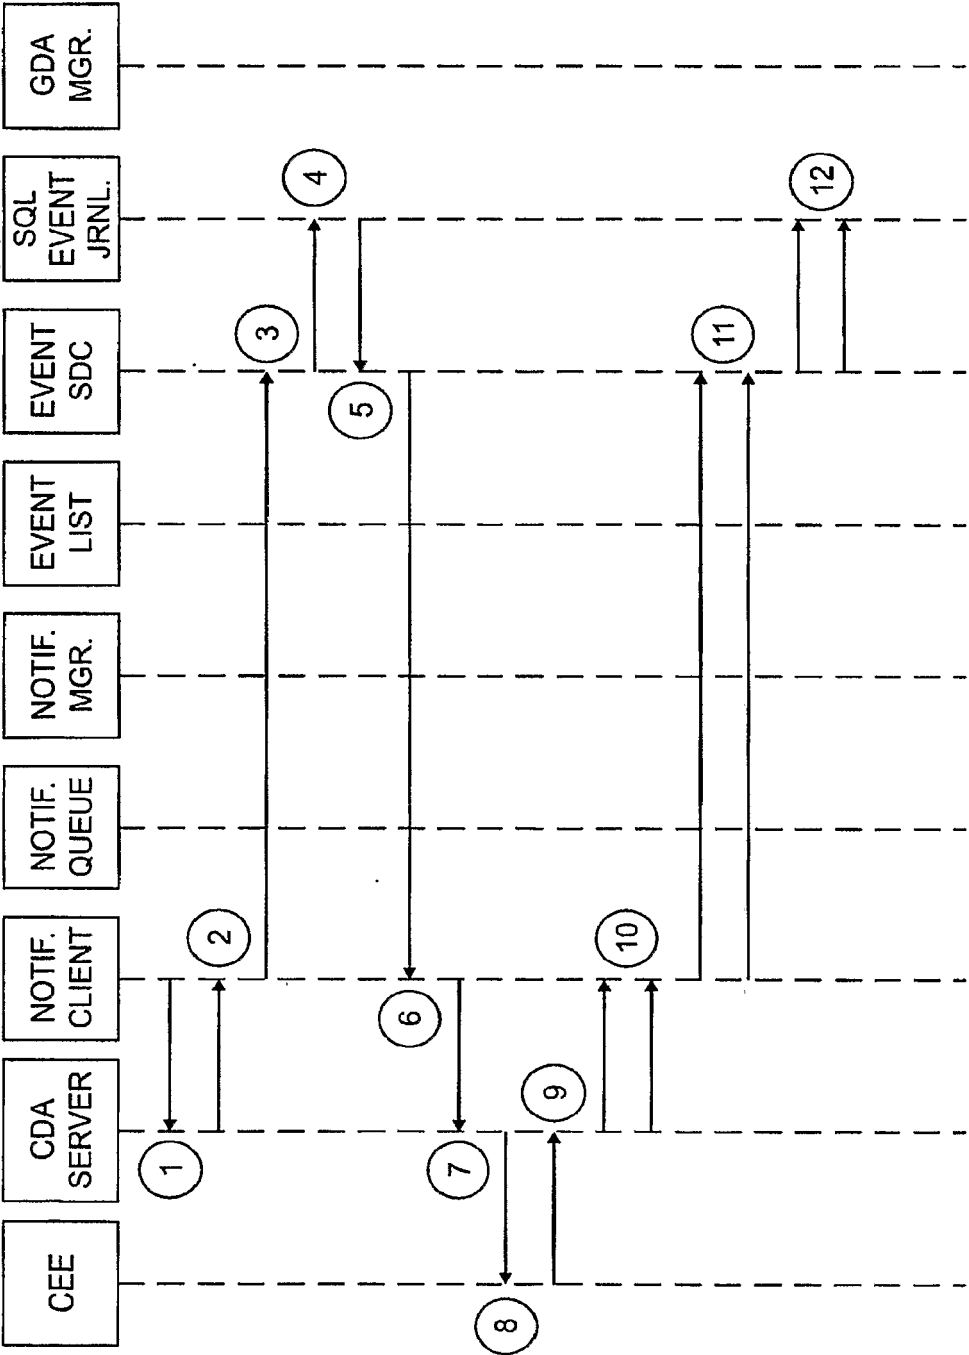 CEE
CDA
SERVER
NOTIF.
CLIENT
NOTIF.
QUEUE
NOTIF.
MGR.
EVENT
LIST
EVENT
SDC
SQL
EVENT
JRNL.
GDA
MGR.
1
2
3
4
5
6
7
8
9
10
11
12